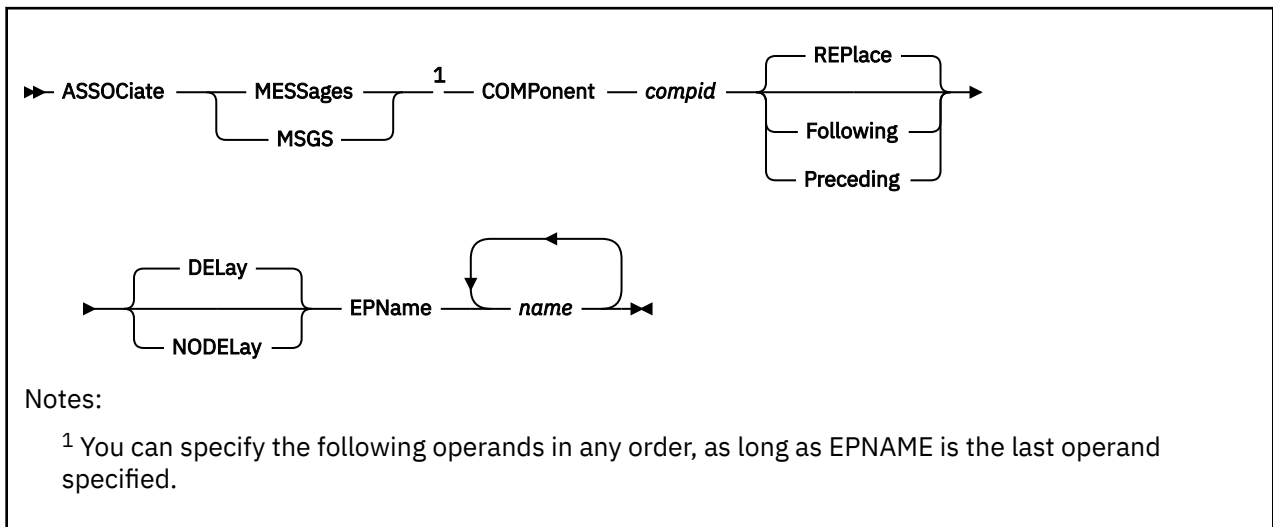 REPlace
ASSOCiate MESSages 1 COMPonent compid
MSGS Following
Preceding
DELay
EPName name
NODELay
Notes:
1 You can specify the following operands in any order, as long as EPNAME is the last operand
specified.